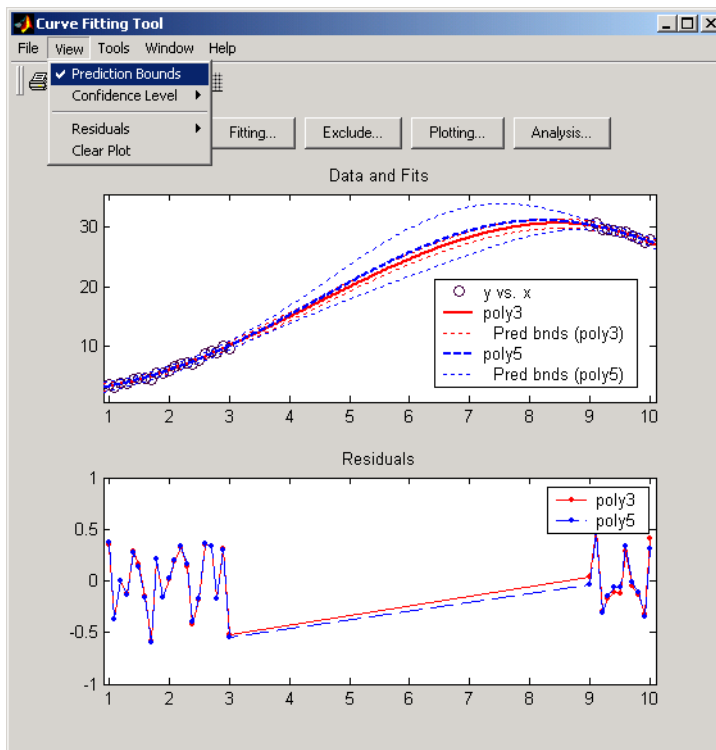 Curve Fitting Tool
File View Tools Window Help
Prediction Bounds
Confidence Level
Residuals
Clear Plot
Fitting... Exclude... Plotting... Analysis...
Data and Fits
30
20
10
y vs. x
poly3
Pred bnds (poly3)
poly5
Pred bnds (poly5)
1 2 3 4 5 6 7 8 9 10
Residuals
1
0.5
0
-0.5
-1
poly3
poly5
1 2 3 4 5 6 7 8 9 10